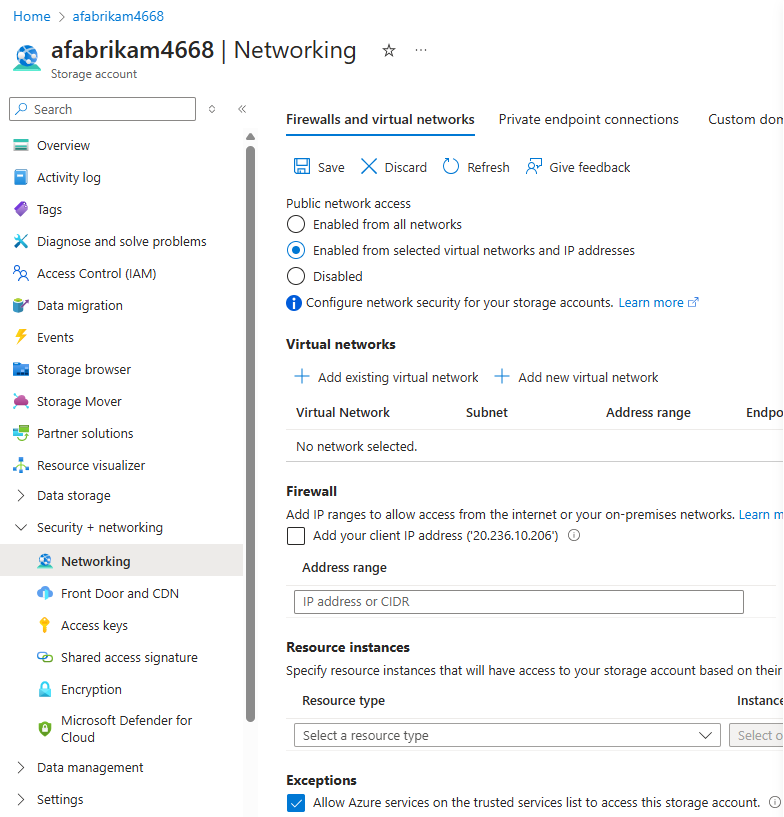 Home > afabrikam4668
afabrikam4668 | Networking
Storage account
Search
Overview
Activity log
Tags
Diagnose and solve problems
Access Control (IAM)
Data migration
Events
Storage browser
Storage Mover
Partner solutions
Resource visualizer
Data storage
Security + networking
Networking
Front Door and CDN
Access keys
Shared access signature
Encryption
Microsoft Defender for
Cloud
Data management
Settings
Firewalls and virtual networks Private endpoint connections Custom dom
Save Discard Refresh Give feedback
Public network access
Enabled from all networks
Enabled from selected virtual networks and IP addresses
Disabled
Configure network security for your storage accounts. Learn more
Virtual networks
Add existing virtual network Add new virtual network
Virtual Network Subnet Address range Endpo
No network selected.
Firewall
Add IP ranges to allow access from the internet or your on-premises networks. Learn m
Add your client IP address ('20.236.10.206')
Address range
IP address or CIDR
Resource instances
Specify resource instances that will have access to your storage account based on their
Resource type Instance
Select a resource type Select o
Exceptions
Allow Azure services on the trusted services list to access this storage account.